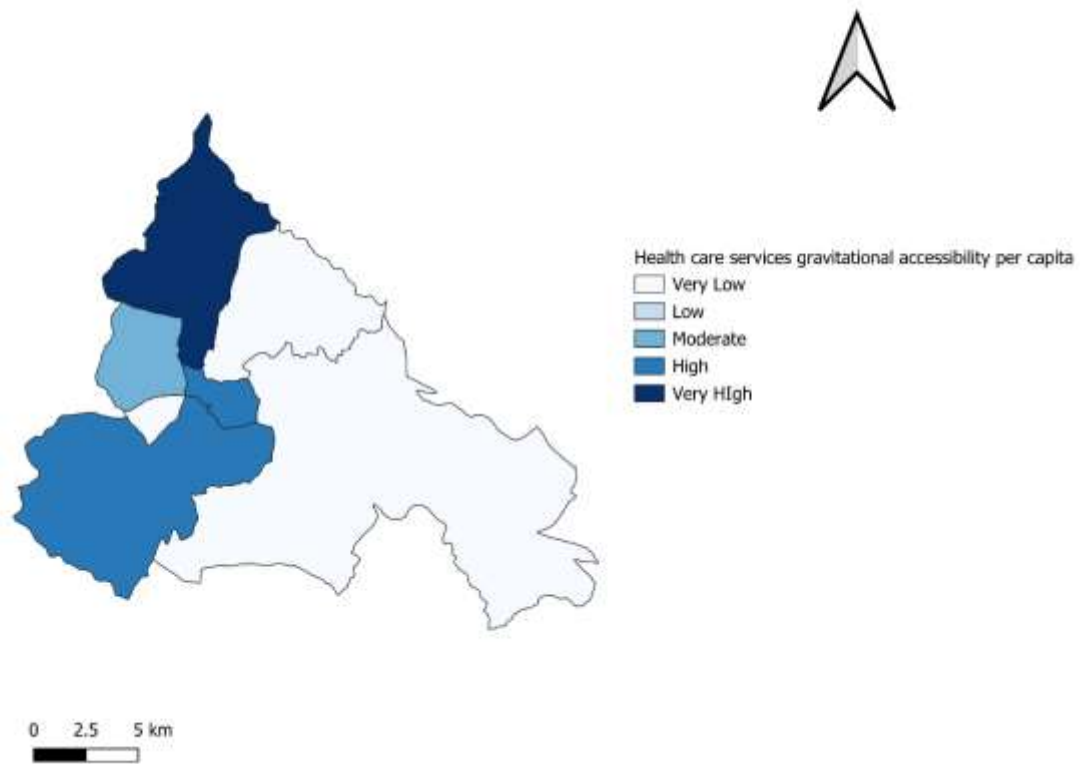 Health care services gravitational accessibility per capita
Very Low
Low
Moderate
High
Very HIgh
0 2.5 5 km